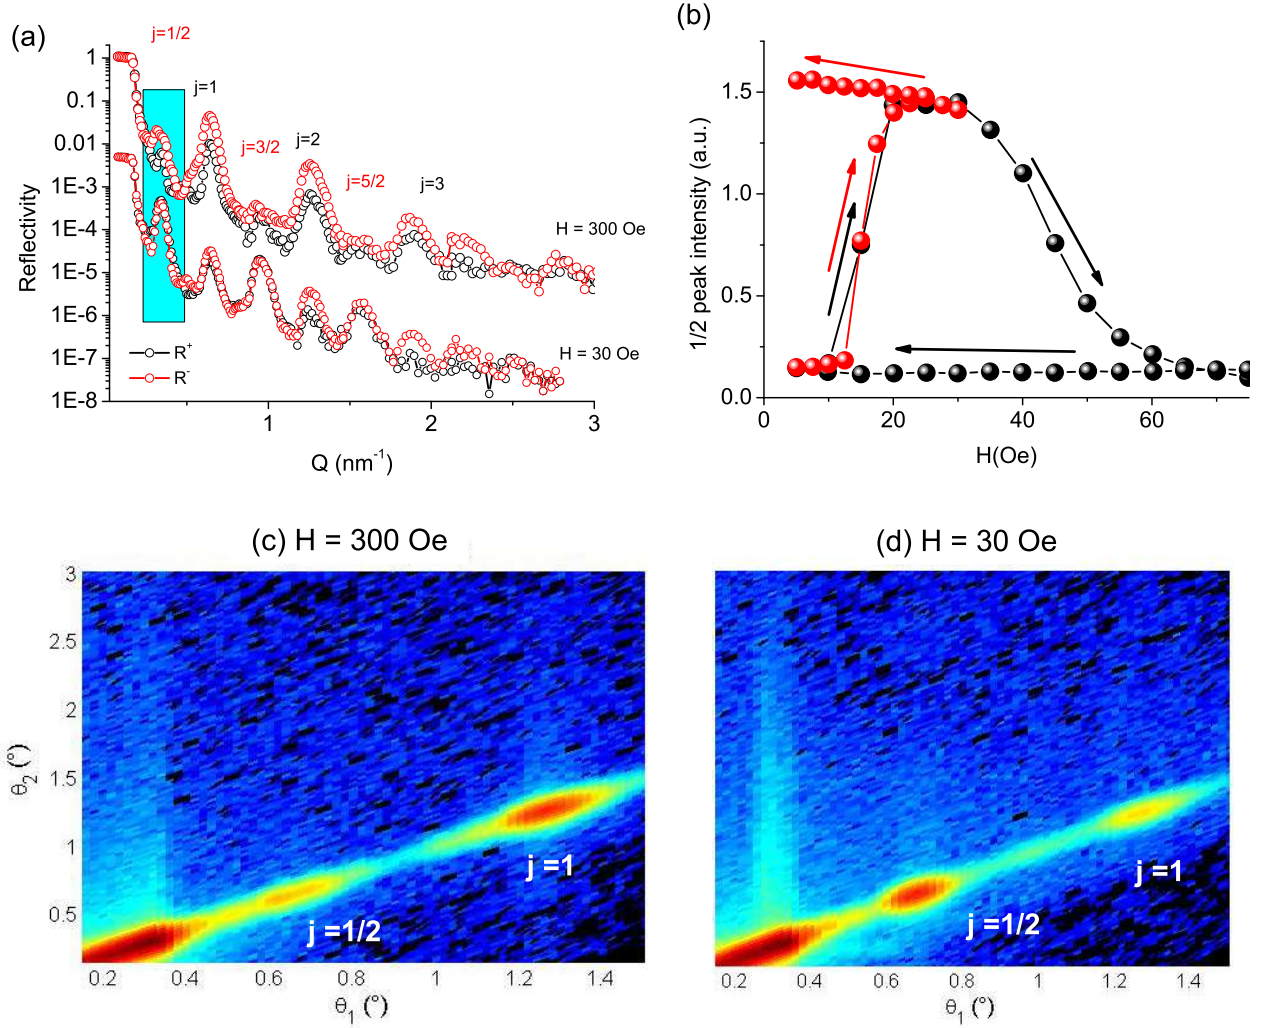 (a)
j=1/2
j=1
j=3/2
j=2
j=5/2
j=3
1
0.1
0.01
1E-3
1E-4
1E-5
1E-6
1E-7
1E-8
Reflectivity
H = 300 Oe
H = 30 Oe
R+
R-
1
2
3
Q (nm-1)
(b)
1.5
1.0
0.5
0.0
1/2 peak intensity (a.u.)
0
20
40
60
H(Oe)
(c) H = 300 Oe
3
2.5
2
1.5
1
0.5
θ2 (°)
j =1
j =1/2
0.2
0.4
0.6
0.8
1
1.2
1.4
θ1 (°)
(d) H = 30 Oe
j =1
j =1/2
0.2
0.4
0.6
0.8
1
1.2
1.4
θ1 (°)